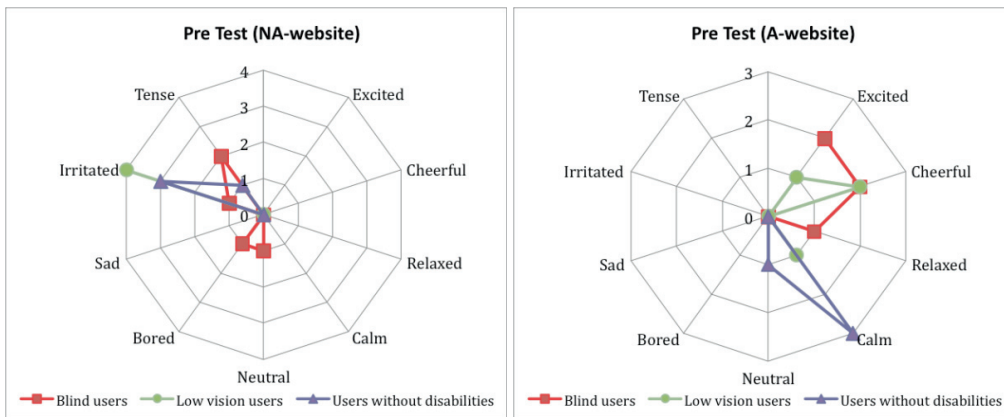 Pre Test (NA-website)
4
3
2
1
0
Excited
Cheerful
Relaxed
Calm
Neutral
Bored
Sad
Irritated
Tense
Blind users Low vision users Users without disabilities
Pre Test (A-website)
3
2
1
0
Excited
Cheerful
Relaxed
Calm
Neutral
Bored
Sad
Irritated
Tense
Blind users Low vision users Users without disabilities